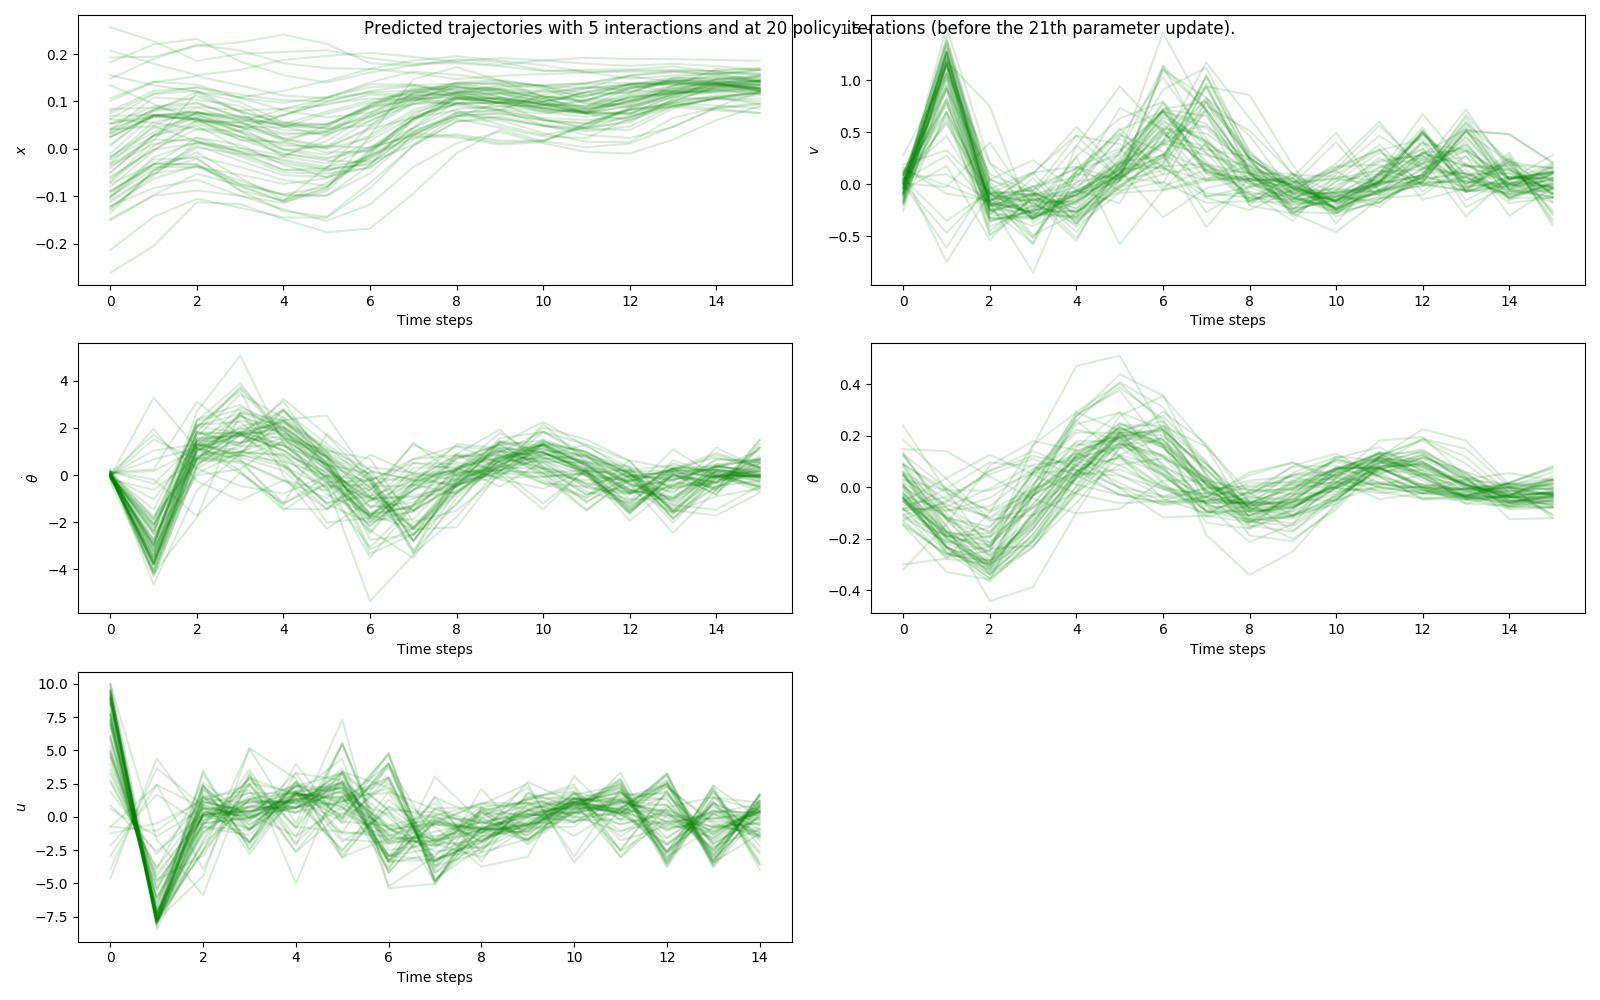 Predicted trajectories with 5 interactions and at 20 policy iterations (before the 21th parameter update).
0.2
0.1
0.0
−0.1
−0.2
x
0 2 4 6 8 10 12 14
Time steps
1.5
1.0
0.5
0.0
−0.5
v
0 2 4 6 8 10 12 14
Time steps
4
2
0
−2
−4
θ̇
0 2 4 6 8 10 12 14
Time steps
0.4
0.2
0.0
−0.2
−0.4
θ
0 2 4 6 8 10 12 14
Time steps
10.0
7.5
5.0
2.5
0.0
−2.5
−5.0
−7.5
u
0 2 4 6 8 10 12 14
Time steps